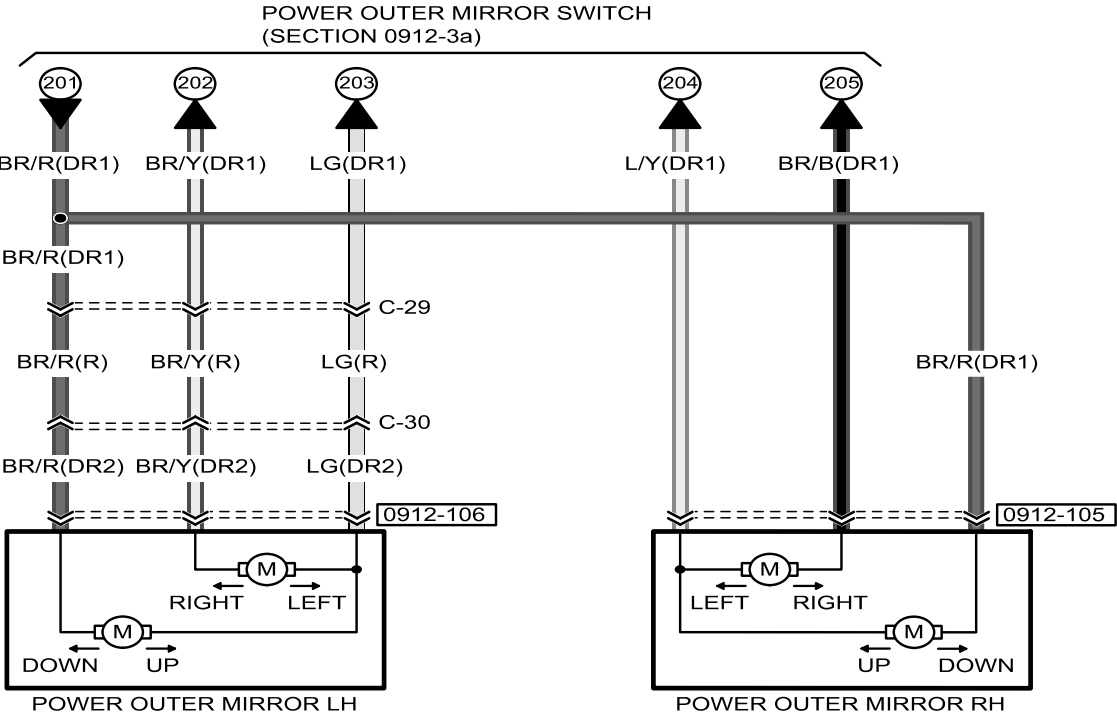 POWER OUTER MIRROR SWITCH
(SECTION 0912-3a)
201 202 203 204 205
BR/R(DR1) BR/Y(DR1) LG(DR1) L/Y(DR1) BR/B(DR1)
BR/R(DR1)
C-29
BR/R(R) BR/Y(R) LG(R) BR/R(DR1)
C-30
BR/R(DR2) BR/Y(DR2) LG(DR2)
0912-106 0912-105
M M
RIGHT LEFT LEFT RIGHT
M M
DOWN UP UP DOWN
POWER OUTER MIRROR LH POWER OUTER MIRROR RH